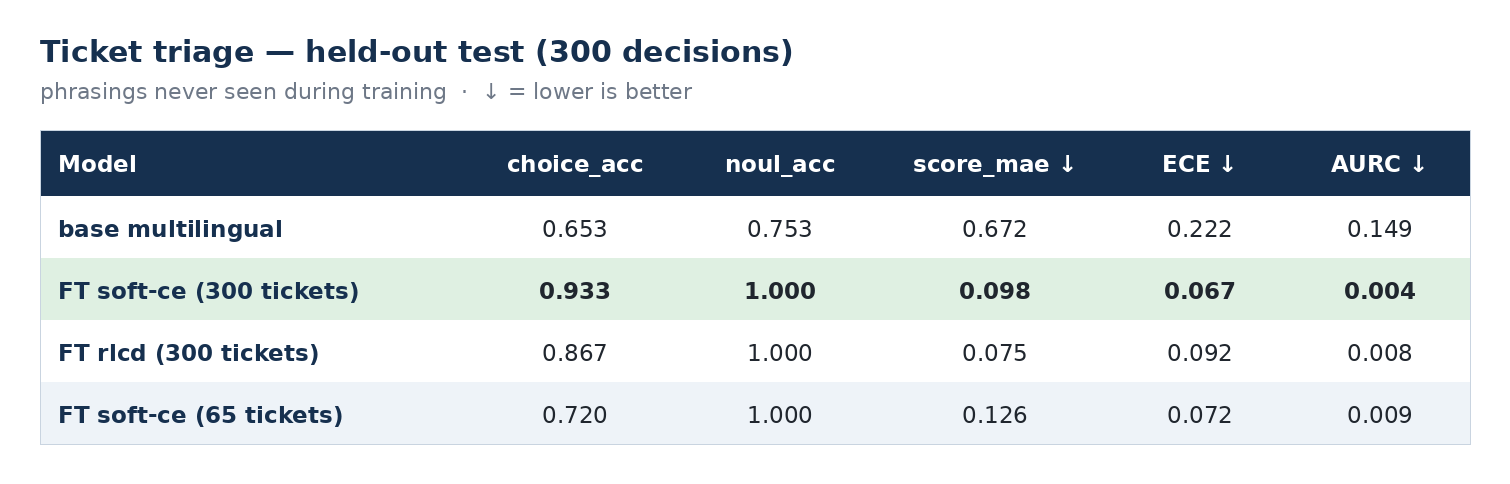 Ticket triage — held-out test (300 decisions)
phrasings never seen during training · ↓ = lower is better
Model choice_acc noul_acc score_mae ↓ ECE ↓ AURC ↓
base multilingual 0.653 0.753 0.672 0.222 0.149
FT soft-ce (300 tickets) 0.933 1.000 0.098 0.067 0.004
FT rlcd (300 tickets) 0.867 1.000 0.075 0.092 0.008
FT soft-ce (65 tickets) 0.720 1.000 0.126 0.072 0.009